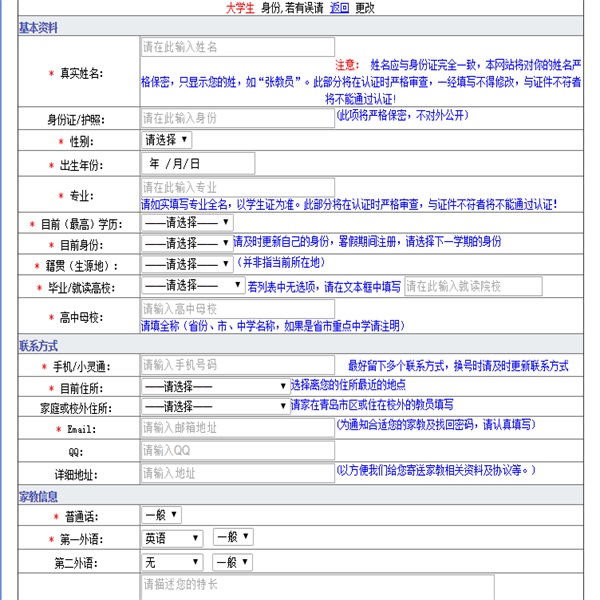 大学生 身份,若有误请 返回 更改
基本资料
* 真实姓名: 请在此输入姓名
注意: 姓名应与身份证完全一致，本网站将对你的姓名严
格保密，只显示您的姓，如“张教员”。此部分将在认证时严格审查，一经填写不得修改，与证件不符者
将不能通过认证!
身份证/护照: 请在此输入身份 (此项将严格保密，不对外公开)
* 性别: 请选择
* 出生年份: 年 /月/日
* 专业: 请在此输入专业
请如实填写专业全名，以学生证为准。此部分将在认证时严格审查，与证件不符者将不能通过认证!
* 目前（最高）学历: ——请选择——
* 目前身份: ——请选择—— 请及时更新自己的身份，暑假期间注册，请选择下一学期的身份
* 籍贯（生源地）: ——请选择—— (并非指当前所在地)
* 毕业/就读高校: ——请选择—— 若列表中无选项，请在文本框中填写 请在此输入就读院校
* 高中母校: 请输入高中母校
请填全称（省份、市、中学名称，如果是省市重点中学请注明）
联系方式
* 手机/小灵通: 请输入手机号码 最好留下多个联系方式，换号时请及时更新联系方式
* 目前住所: ——请选择—— 选择离您的住所最近的地点
家庭或校外住所: ——请选择—— 请家在青岛市区或住在校外的教员填写
* Email: 请输入邮箱地址 (为通知合适您的家教及找回密码，请认真填写)
QQ: 请输入QQ
详细地址: 请输入地址 (以方便我们给您寄送家教相关资料及协议等。)
家教信息
* 普通话: 一般
* 第一外语: 英语 一般
第二外语: 无 一般
请描述您的特长